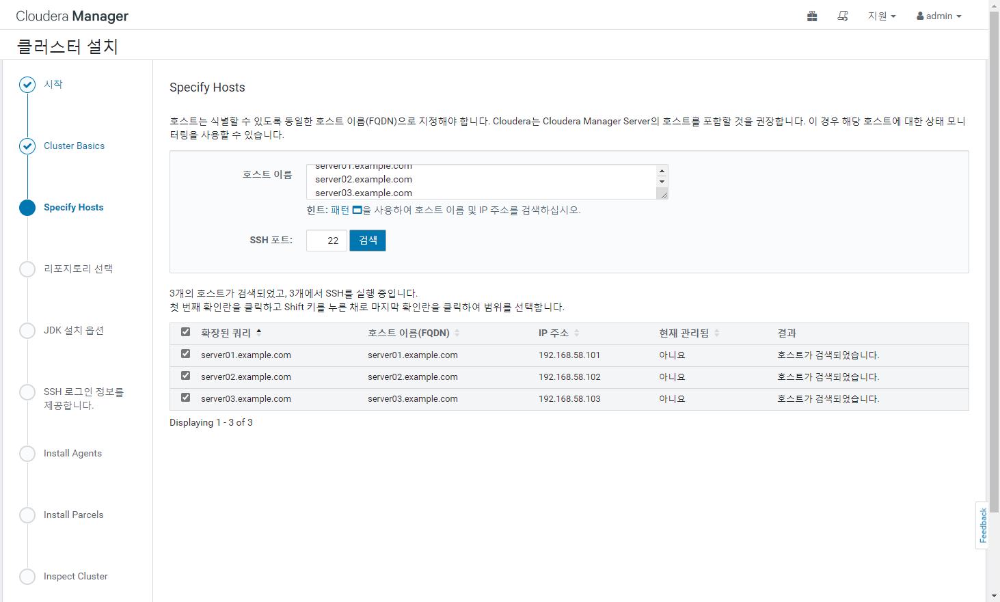 Cloudera Manager
지원
admin
클러스터 설치
시작
Cluster Basics
Specify Hosts
리포지토리 선택
JDK 설치 옵션
SSH 로그인 정보를
제공합니다.
Install Agents
Install Parcels
Inspect Cluster
Specify Hosts
호스트는 식별할 수 있도록 동일한 호스트 이름(FQDN)으로 지정해야 합니다. Cloudera는 Cloudera Manager Server의 호스트를 포함할 것을 권장합니다. 이 경우 해당 호스트에 대한 상태 모니
터링을 사용할 수 있습니다.
호스트 이름
server01.example.com
server02.example.com
server03.example.com
힌트: 패턴 을 사용하여 호스트 이름 및 IP 주소를 검색하십시오.
SSH 포트: 22 검색
3개의 호스트가 검색되었고, 3개에서 SSH를 실행 중입니다.
첫 번째 확인란을 클릭하고 Shift 키를 누른 채로 마지막 확인란을 클릭하여 범위를 선택합니다.
확장된 쿼리 호스트 이름(FQDN) IP 주소 현재 관리됨 결과
server01.example.com server01.example.com 192.168.58.101 아니요 호스트가 검색되었습니다.
server02.example.com server02.example.com 192.168.58.102 아니요 호스트가 검색되었습니다.
server03.example.com server03.example.com 192.168.58.103 아니요 호스트가 검색되었습니다.
Displaying 1 - 3 of 3
Feedback